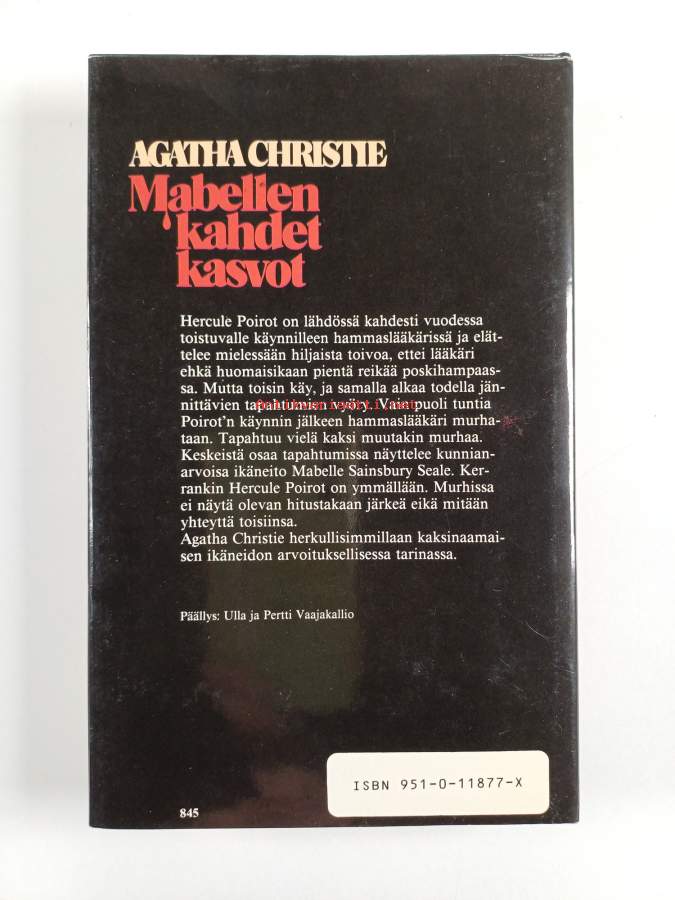 AGATHA CHRISTIE
Mabellen
kahdet
kasvot
Hercule Poirot on lähdössä kahdesti vuodessa
toistuvalle käynnilleen hammaslääkärissä ja elät-
telee mielessään hiljaista toivoa, ettei lääkäri
ehkä huomaisikaan pientä reikää poskihampaas-
sa. Mutta toisin käy, ja samalla alkaa todella jän-
nittävien tapahtumien vyöry. Vain puoli tuntia
Poirot'n käynnin jälkeen hammaslääkäri murha-
taan. Tapahtuu vielä kaksi muutakin murhaa.
Keskeistä osaa tapahtumissa näyttelee kunnian-
arvoisa ikäneito Mabelle Sainsbury Seale. Ker-
rankin Hercule Poirot on ymmällään. Murhissa
ei näytä olevan hitustakaan järkeä eikä mitään
yhteyttä toisiinsa.
Agatha Christie herkullisimmillaan kaksinaamai-
sen ikäneidon arvoituksellisessa tarinassa.
Päällys: Ulla ja Pertti Vaajakallio
ISBN 951-0-11877-X
845